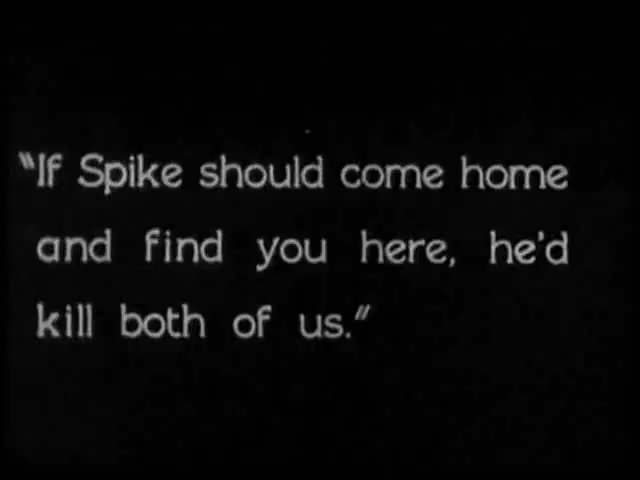 "If Spike should come home
and find you here, he'd
kill both of us."